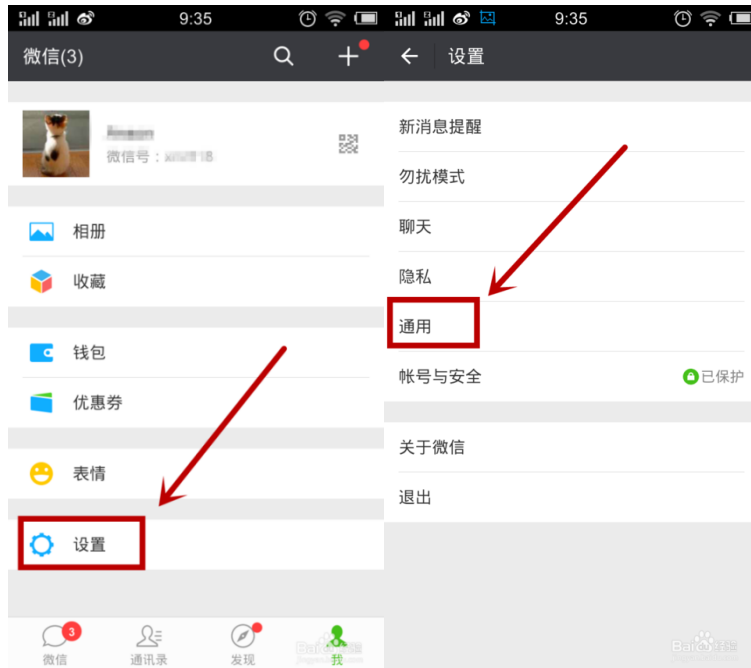 9:35
微信(3)
微信号：
相册
收藏
钱包
优惠券
表情
设置
3
微信
通讯录
发现
我
9:35
设置
新消息提醒
勿扰模式
聊天
隐私
通用
帐号与安全
已保护
关于微信
退出
Bai 经验